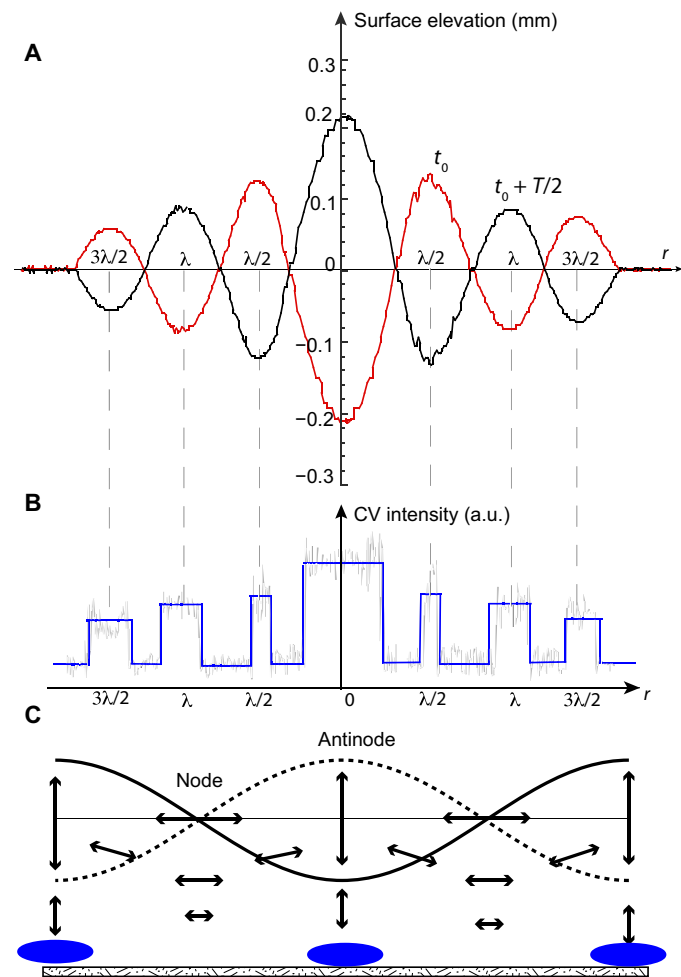 A
Surface elevation (mm)
0.3
0.2
t₀
t₀ + T/2
0.1
3λ/2 λ λ/2 0 λ/2 λ 3λ/2 r
−0.1
−0.2
−0.3
B
CV intensity (a.u.)
3λ/2 λ λ/2 0 λ/2 λ 3λ/2 r
C
Antinode
Node